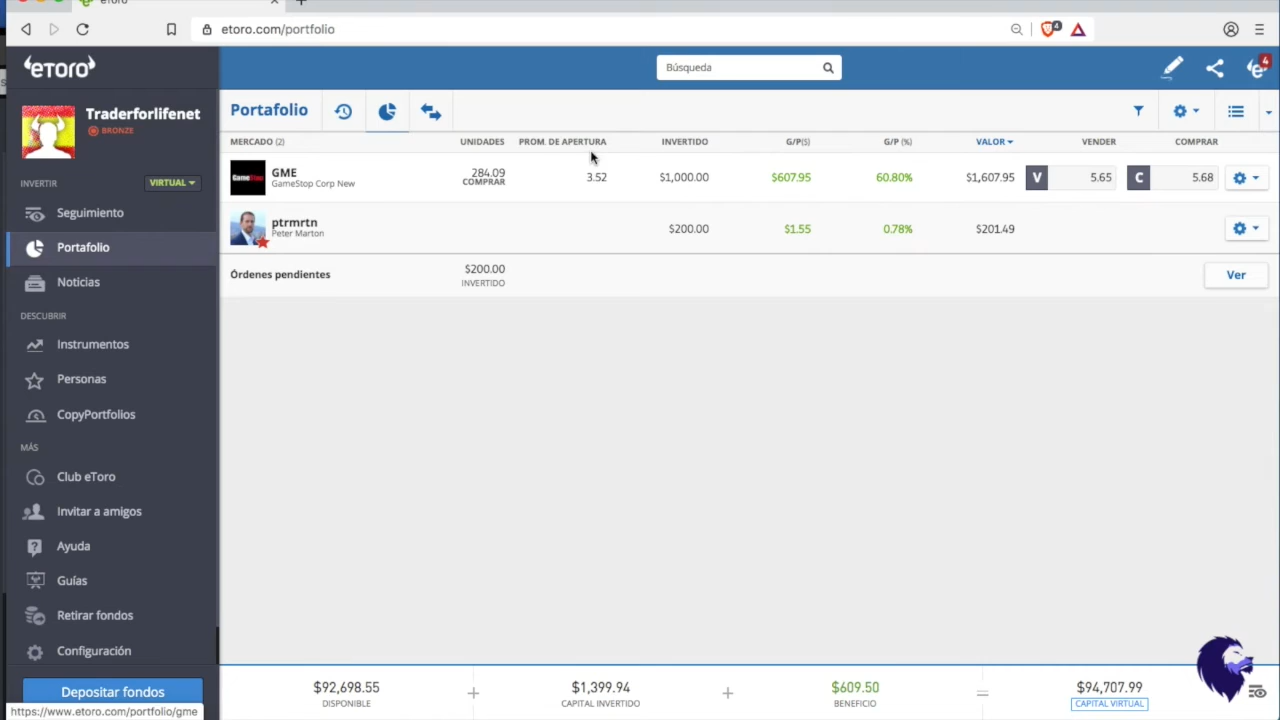 etoro
etoro.com/portfolio
4
eTORO
Búsqueda
4
Traderforlifenet
BRONZE
INVERTIR
VIRTUAL
Seguimiento
Portafolio
Noticias
DESCUBRIR
Instrumentos
Personas
CopyPortfolios
MÁS
Club eToro
Invitar a amigos
Ayuda
Guías
Retirar fondos
Configuración
Depositar fondos
https://www.etoro.com/portfolio/gme
Portafolio
MERCADO (2) UNIDADES PROM. DE APERTURA INVERTIDO G/P($) G/P (%) VALOR VENDER COMPRAR
GameStop
GME 284.09 3.52 $1,000.00 $607.95 60.80% $1,607.95 V 5.65 C 5.68
GameStop Corp New COMPRAR
ptrmrtn $200.00 $1.55 0.78% $201.49
Peter Marton
Órdenes pendientes $200.00 Ver
INVERTIDO
$92,698.55 + $1,399.94 + $609.50 = $94,707.99
DISPONIBLE CAPITAL INVERTIDO BENEFICIO CAPITAL VIRTUAL